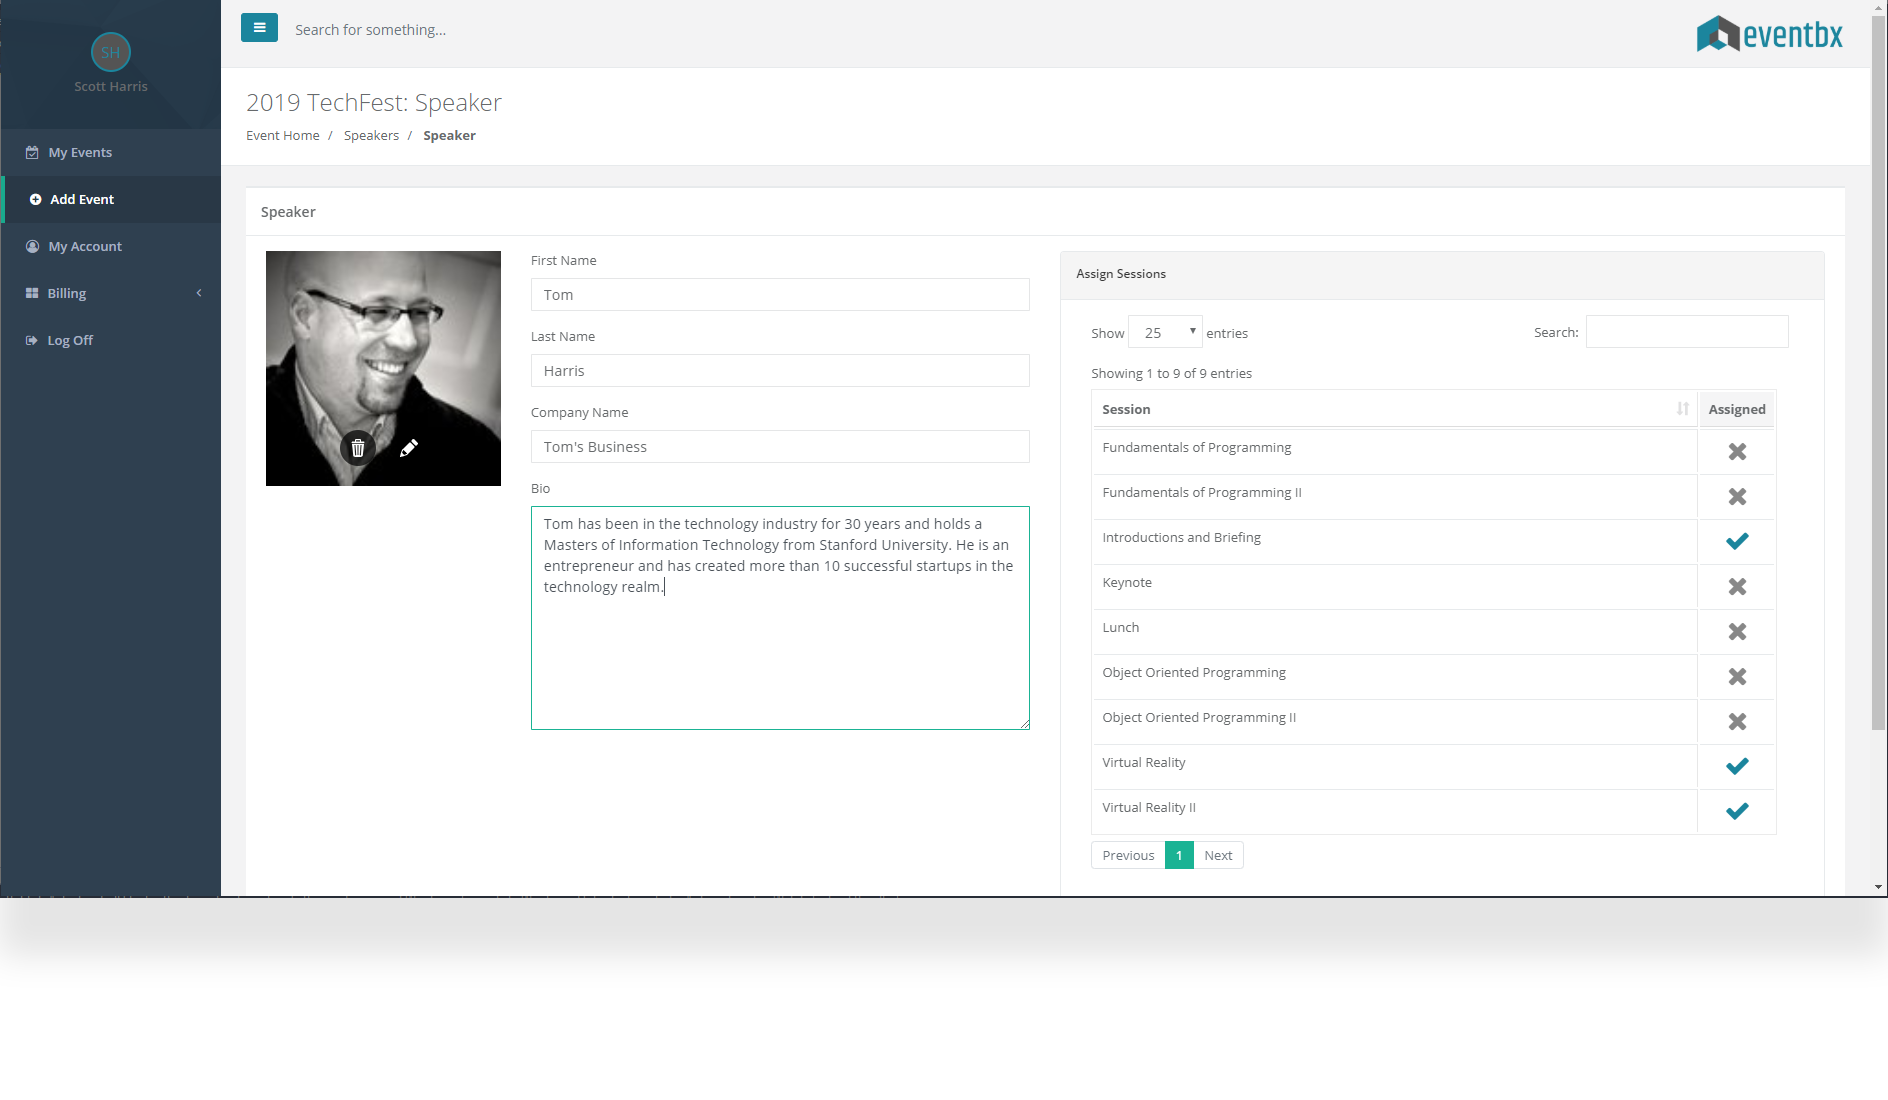 SH
Scott Harris
My Events
Add Event
My Account
Billing
Log Off
Search for something...
eventbx
2019 TechFest: Speaker
Event Home / Speakers / Speaker
Speaker
First Name
Tom
Last Name
Harris
Company Name
Tom's Business
Bio
Tom has been in the technology industry for 30 years and holds a
Masters of Information Technology from Stanford University. He is an
entrepreneur and has created more than 10 successful startups in the
technology realm.
Assign Sessions
Show 25 entries
Search:
Showing 1 to 9 of 9 entries
Session Assigned
Fundamentals of Programming
Fundamentals of Programming II
Introductions and Briefing
Keynote
Lunch
Object Oriented Programming
Object Oriented Programming II
Virtual Reality
Virtual Reality II
Previous 1 Next